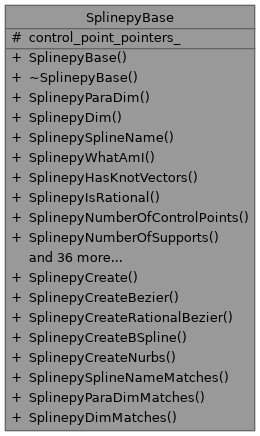 SplinepyBase
# control_point_pointers_
+ SplinepyBase()
+ ~SplinepyBase()
+ SplinepyParaDim()
+ SplinepyDim()
+ SplinepySplineName()
+ SplinepyWhatAmI()
+ SplinepyHasKnotVectors()
+ SplinepyIsRational()
+ SplinepyNumberOfControlPoints()
+ SplinepyNumberOfSupports()
and 36 more...
+ SplinepyCreate()
+ SplinepyCreateBezier()
+ SplinepyCreateRationalBezier()
+ SplinepyCreateBSpline()
+ SplinepyCreateNurbs()
+ SplinepySplineNameMatches()
+ SplinepyParaDimMatches()
+ SplinepyDimMatches()